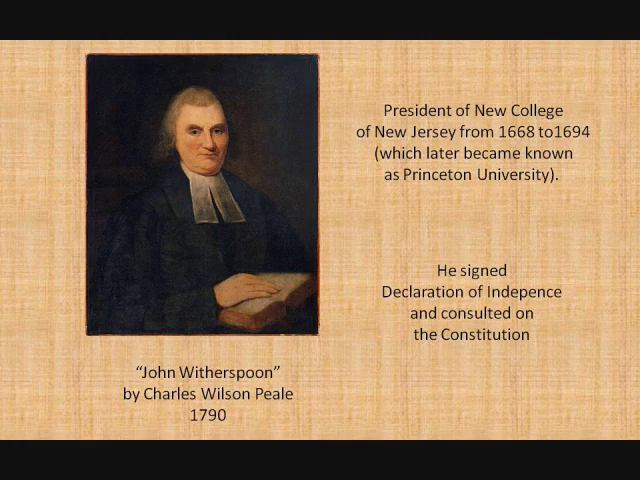 President of New College
of New Jersey from 1668 to1694
(which later became known
as Princeton University).
He signed
Declaration of Indepence
and consulted on
the Constitution
“John Witherspoon”
by Charles Wilson Peale
1790